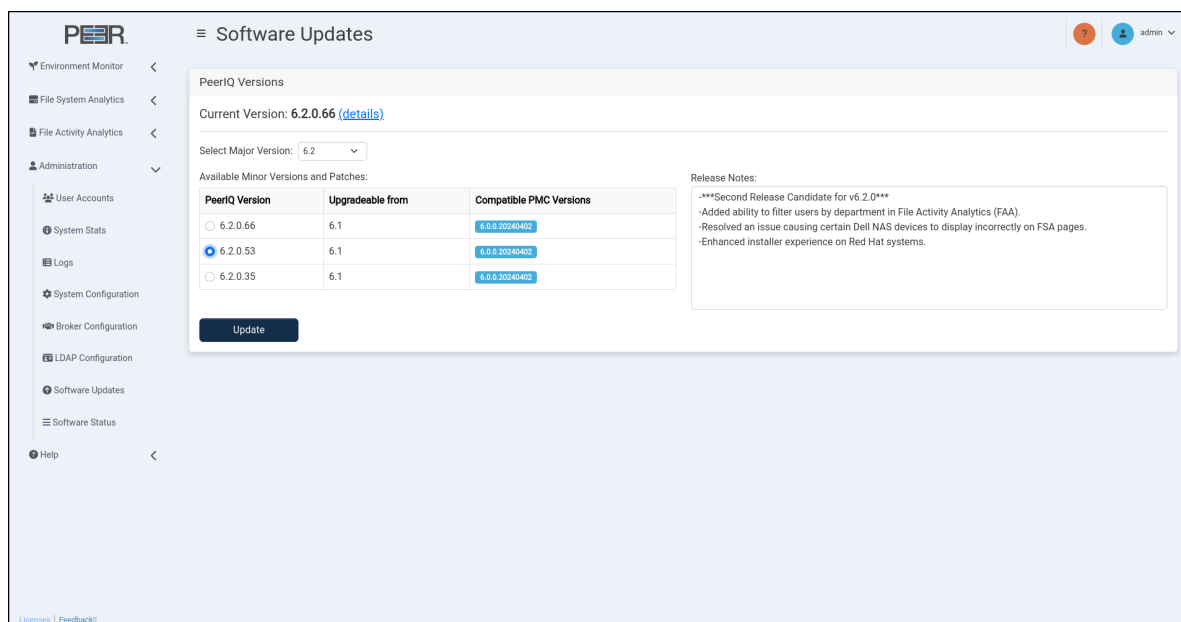 PEER
≡ Software Updates
? admin
Environment Monitor
File System Analytics
File Activity Analytics
Administration
User Accounts
System Stats
Logs
System Configuration
Broker Configuration
LDAP Configuration
Software Updates
Software Status
Help
PeerIQ Versions
Current Version: 6.2.0.66 (details)
Select Major Version: 6.2
Available Minor Versions and Patches:
PeerIQ Version Upgradeable from Compatible PMC Versions
6.2.0.66 6.1 6.0.0.20240402
6.2.0.53 6.1 6.0.0.20240402
6.2.0.35 6.1 6.0.0.20240402
Update
Release Notes:
-***Second Release Candidate for v6.2.0***
-Added ability to filter users by department in File Activity Analytics (FAA).
-Resolved an issue causing certain Dell NAS devices to display incorrectly on FSA pages.
-Enhanced installer experience on Red Hat systems.
Licenses | Feedback